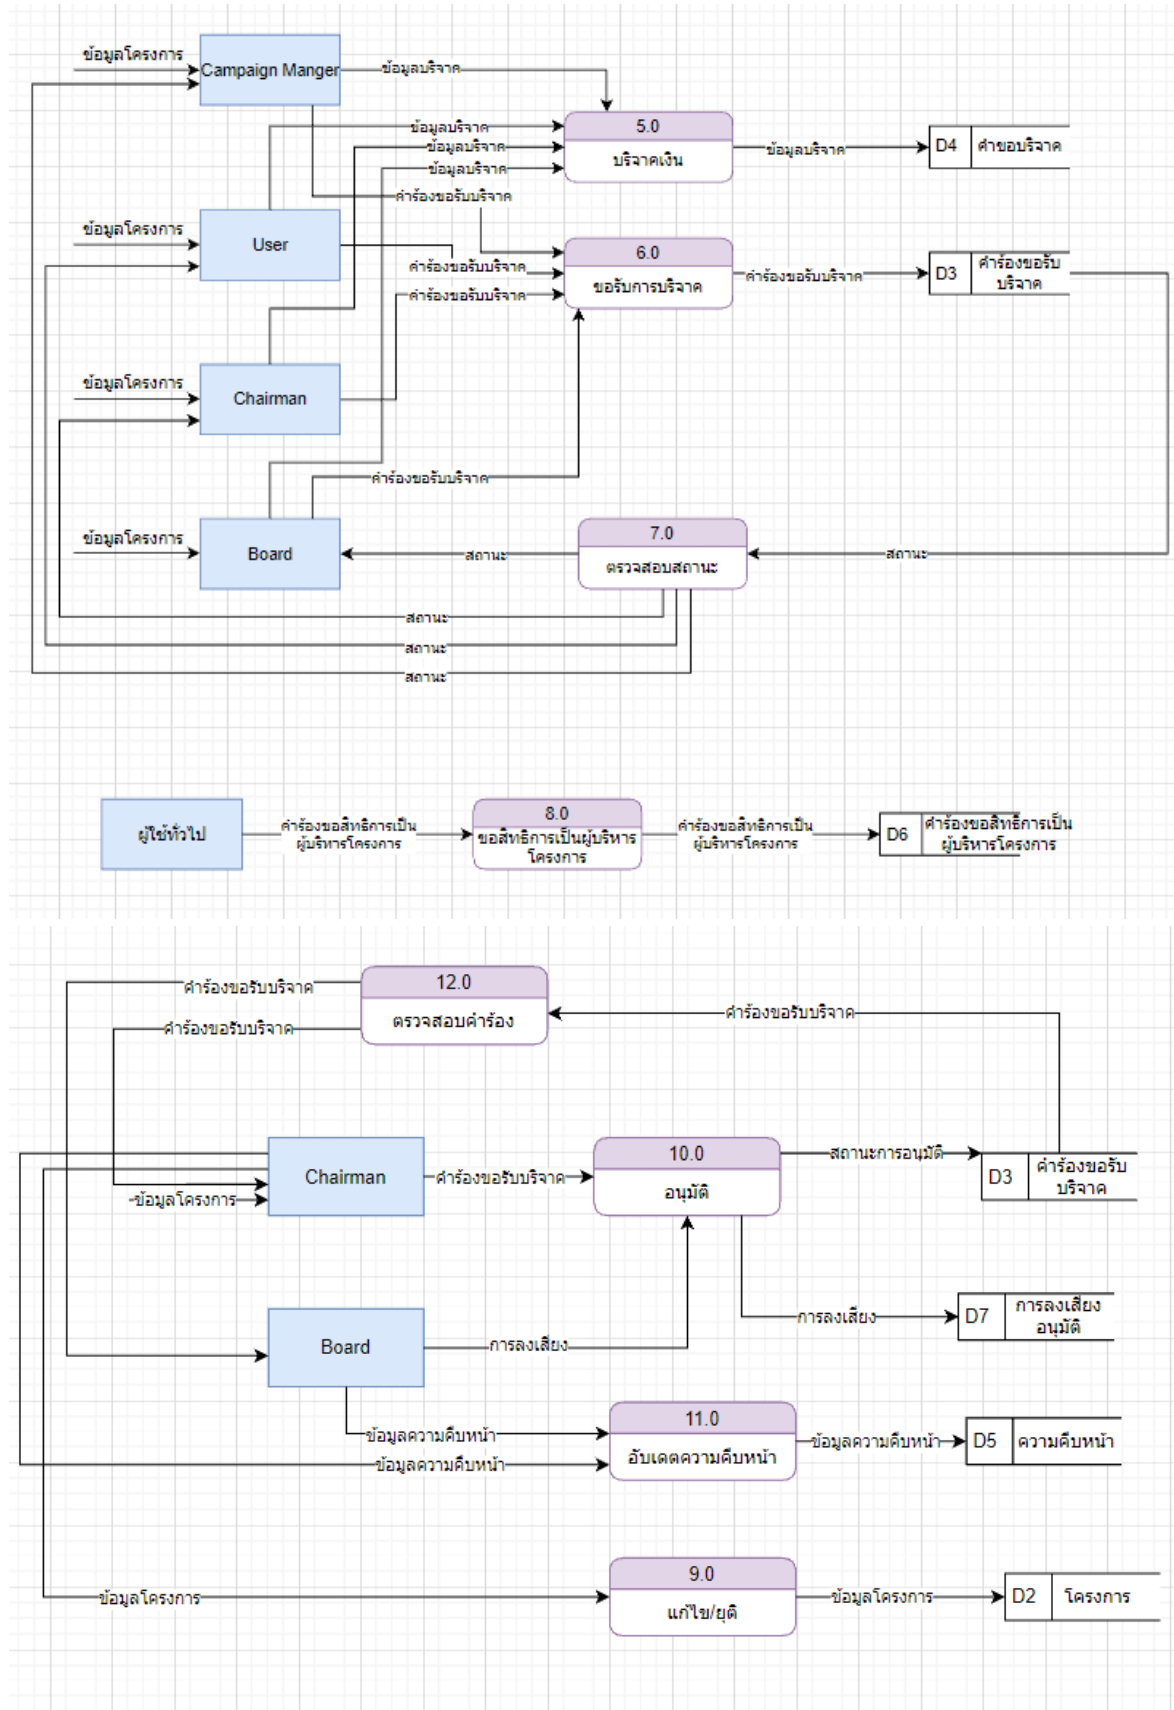 ข้อมูลโครงการ
Campaign Manger
ข้อมูลบริจาค
5.0
บริจาคเงิน
ข้อมูลบริจาค
ข้อมูลบริจาค
ข้อมูลบริจาค
ข้อมูลบริจาค
D4
คำขอบริจาค
คำร้องขอรับบริจาค
ข้อมูลโครงการ
User
คำร้องขอรับบริจาค
คำร้องขอรับบริจาค
6.0
ขอรับการบริจาค
คำร้องขอรับบริจาค
D3
คำร้องขอรับ
บริจาค
ข้อมูลโครงการ
Chairman
คำร้องขอรับบริจาค
ข้อมูลโครงการ
Board
สถานะ
7.0
ตรวจสอบสถานะ
สถานะ
สถานะ
สถานะ
สถานะ
ผู้ใช้ทั่วไป
คำร้องขอสิทธิการเป็น
ผู้บริหารโครงการ
8.0
ขอสิทธิการเป็นผู้บริหาร
โครงการ
คำร้องขอสิทธิการเป็น
ผู้บริหารโครงการ
D6
คำร้องขอสิทธิการเป็น
ผู้บริหารโครงการ
คำร้องขอรับบริจาค
12.0
ตรวจสอบคำร้อง
คำร้องขอรับบริจาค
คำร้องขอรับบริจาค
Chairman
ข้อมูลโครงการ
คำร้องขอรับบริจาค
10.0
อนุมัติ
สถานะการอนุมัติ
D3
คำร้องขอรับ
บริจาค
Board
การลงเสียง
การลงเสียง
D7
การลงเสียง
อนุมัติ
ข้อมูลความคืบหน้า
ข้อมูลความคืบหน้า
11.0
อับเดตความคืบหน้า
ข้อมูลความคืบหน้า
D5
ความคืบหน้า
ข้อมูลโครงการ
9.0
แก้ไข/ยุติ
ข้อมูลโครงการ
D2
โครงการ